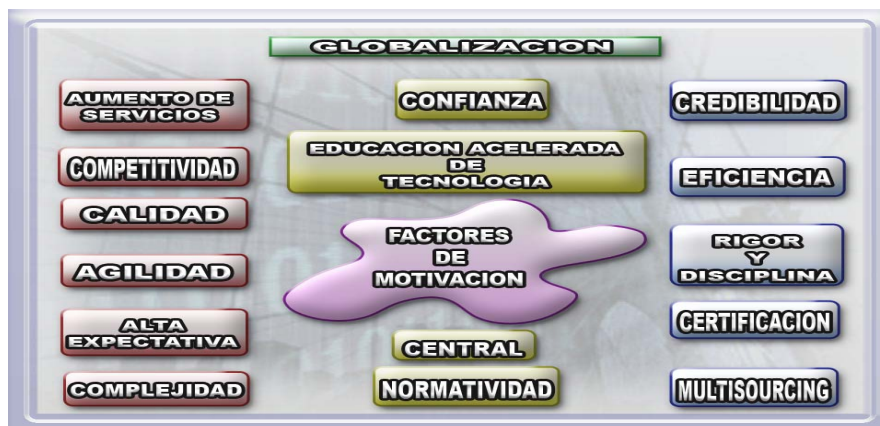 GLOBALIZACION
AUMENTO DE
SERVICIOS
COMPETITIVIDAD
CALIDAD
AGILIDAD
ALTA
EXPECTATIVA
COMPLEJIDAD
CONFIANZA
EDUCACION ACELERADA
DE
TECNOLOGIA
FACTORES
DE
MOTIVACION
CENTRAL
NORMATIVIDAD
CREDIBILIDAD
EFICIENCIA
RIGOR
Y
DISCIPLINA
CERTIFICACION
MULTISOURCING